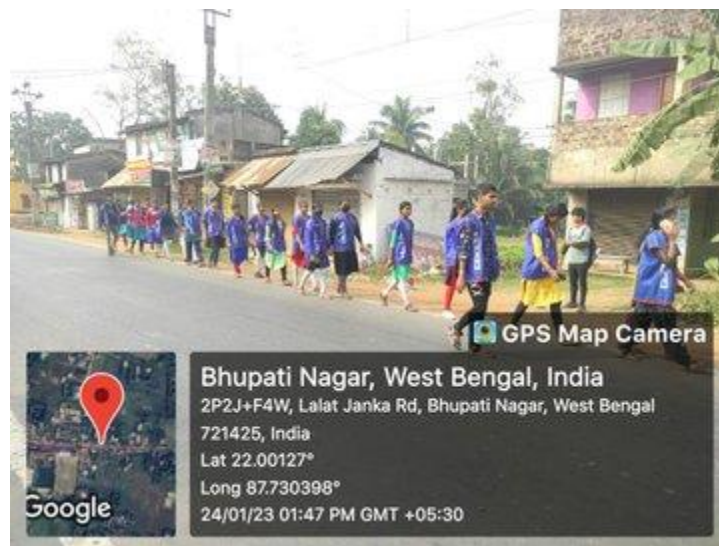 GPS Map Camera
Bhupati Nagar, West Bengal, India
2P2J+F4W, Lalat Janka Rd, Bhupati Nagar, West Bengal
721425, India
Lat 22.00127°
Long 87.730398°
24/01/23 01:47 PM GMT +05:30
Google